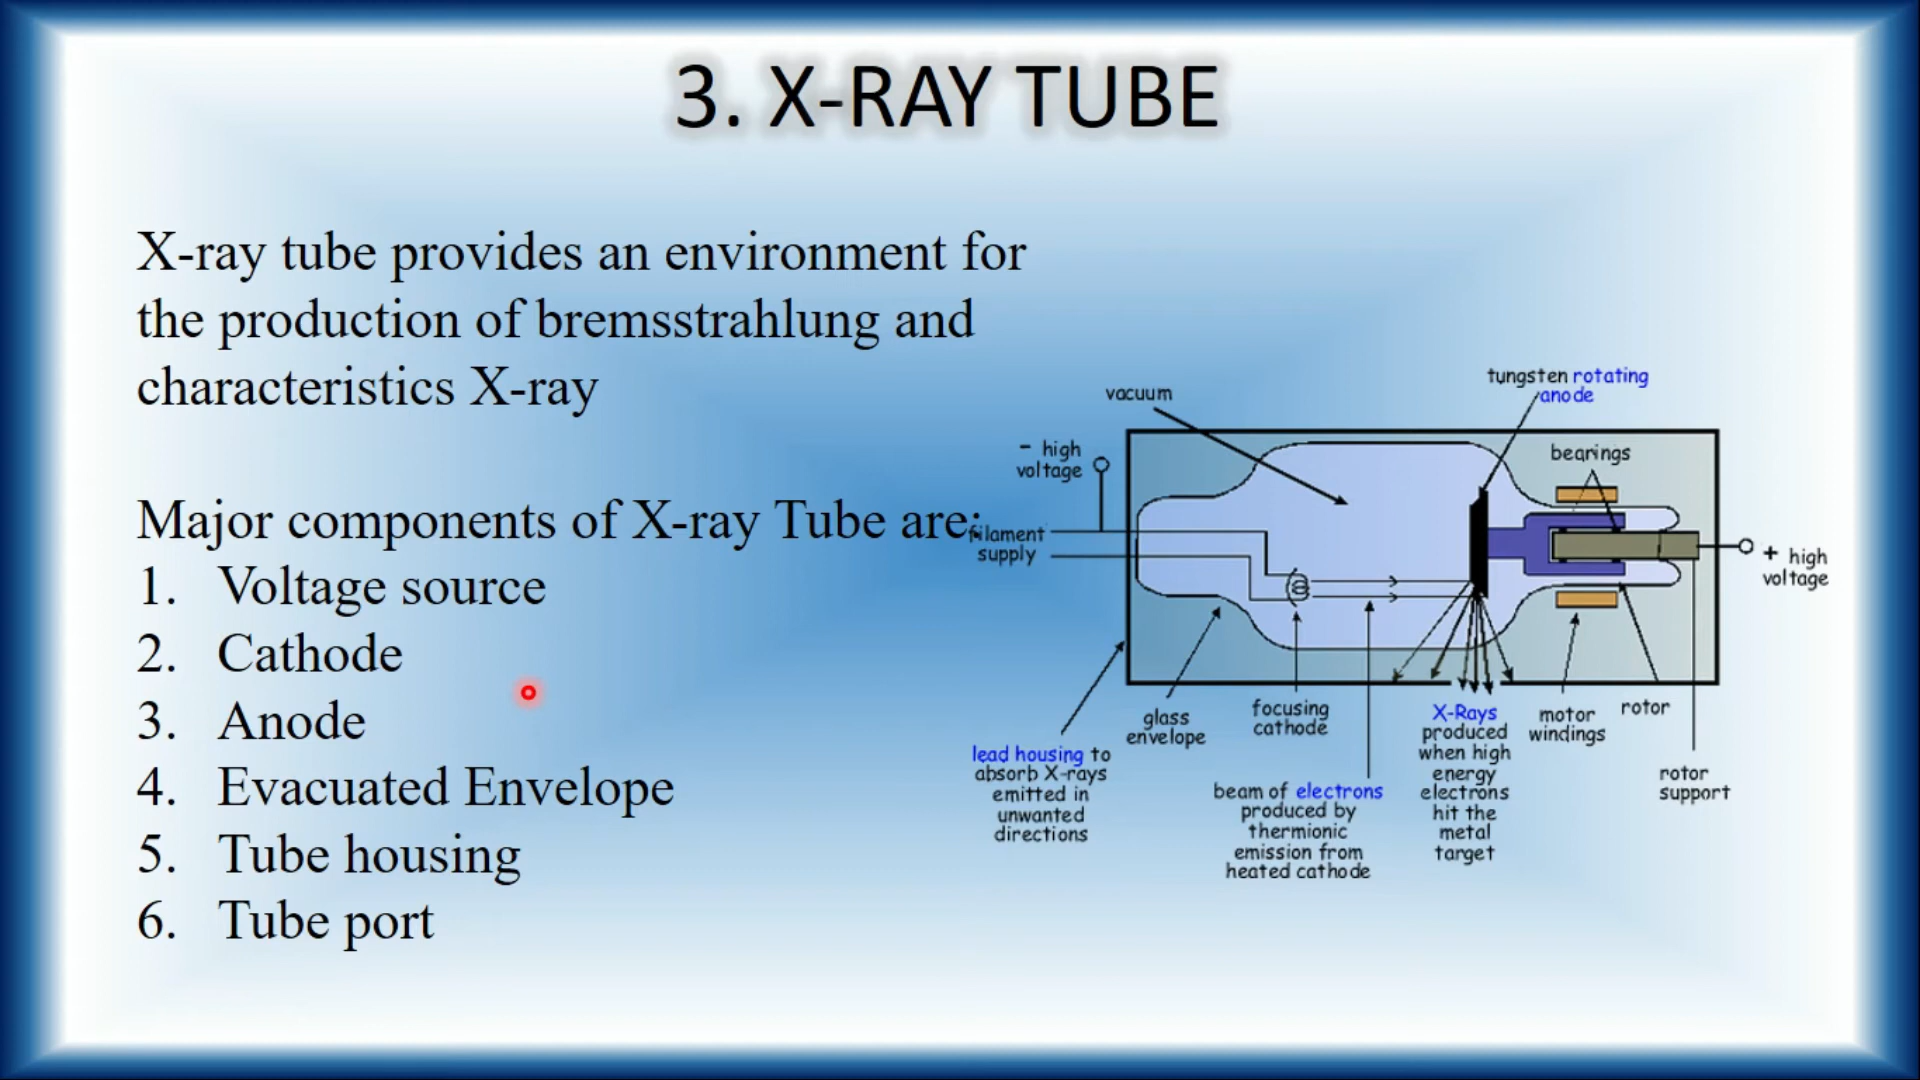 3. X-RAY TUBE
X-ray tube provides an environment for
the production of bremsstrahlung and
characteristics X-ray
Major components of X-ray Tube are:
1. Voltage source
2. Cathode
3. Anode
4. Evacuated Envelope
5. Tube housing
6. Tube port
vacuum
tungsten rotating
anode
- high
voltage
bearings
filament
supply
+ high
voltage
glass
envelope
focusing
cathode
X-Rays
produced
when high
energy
electrons
hit the
metal
target
motor
windings
rotor
lead housing to
absorb X-rays
emitted in
unwanted
directions
beam of electrons
produced by
thermionic
emission from
heated cathode
rotor
support